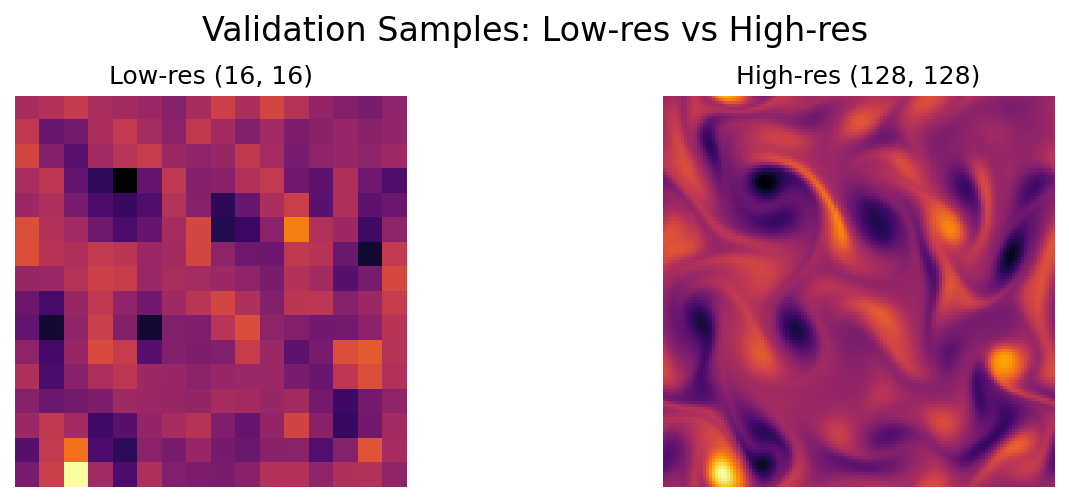 Validation Samples: Low-res vs High-res
Low-res (16, 16)
High-res (128, 128)